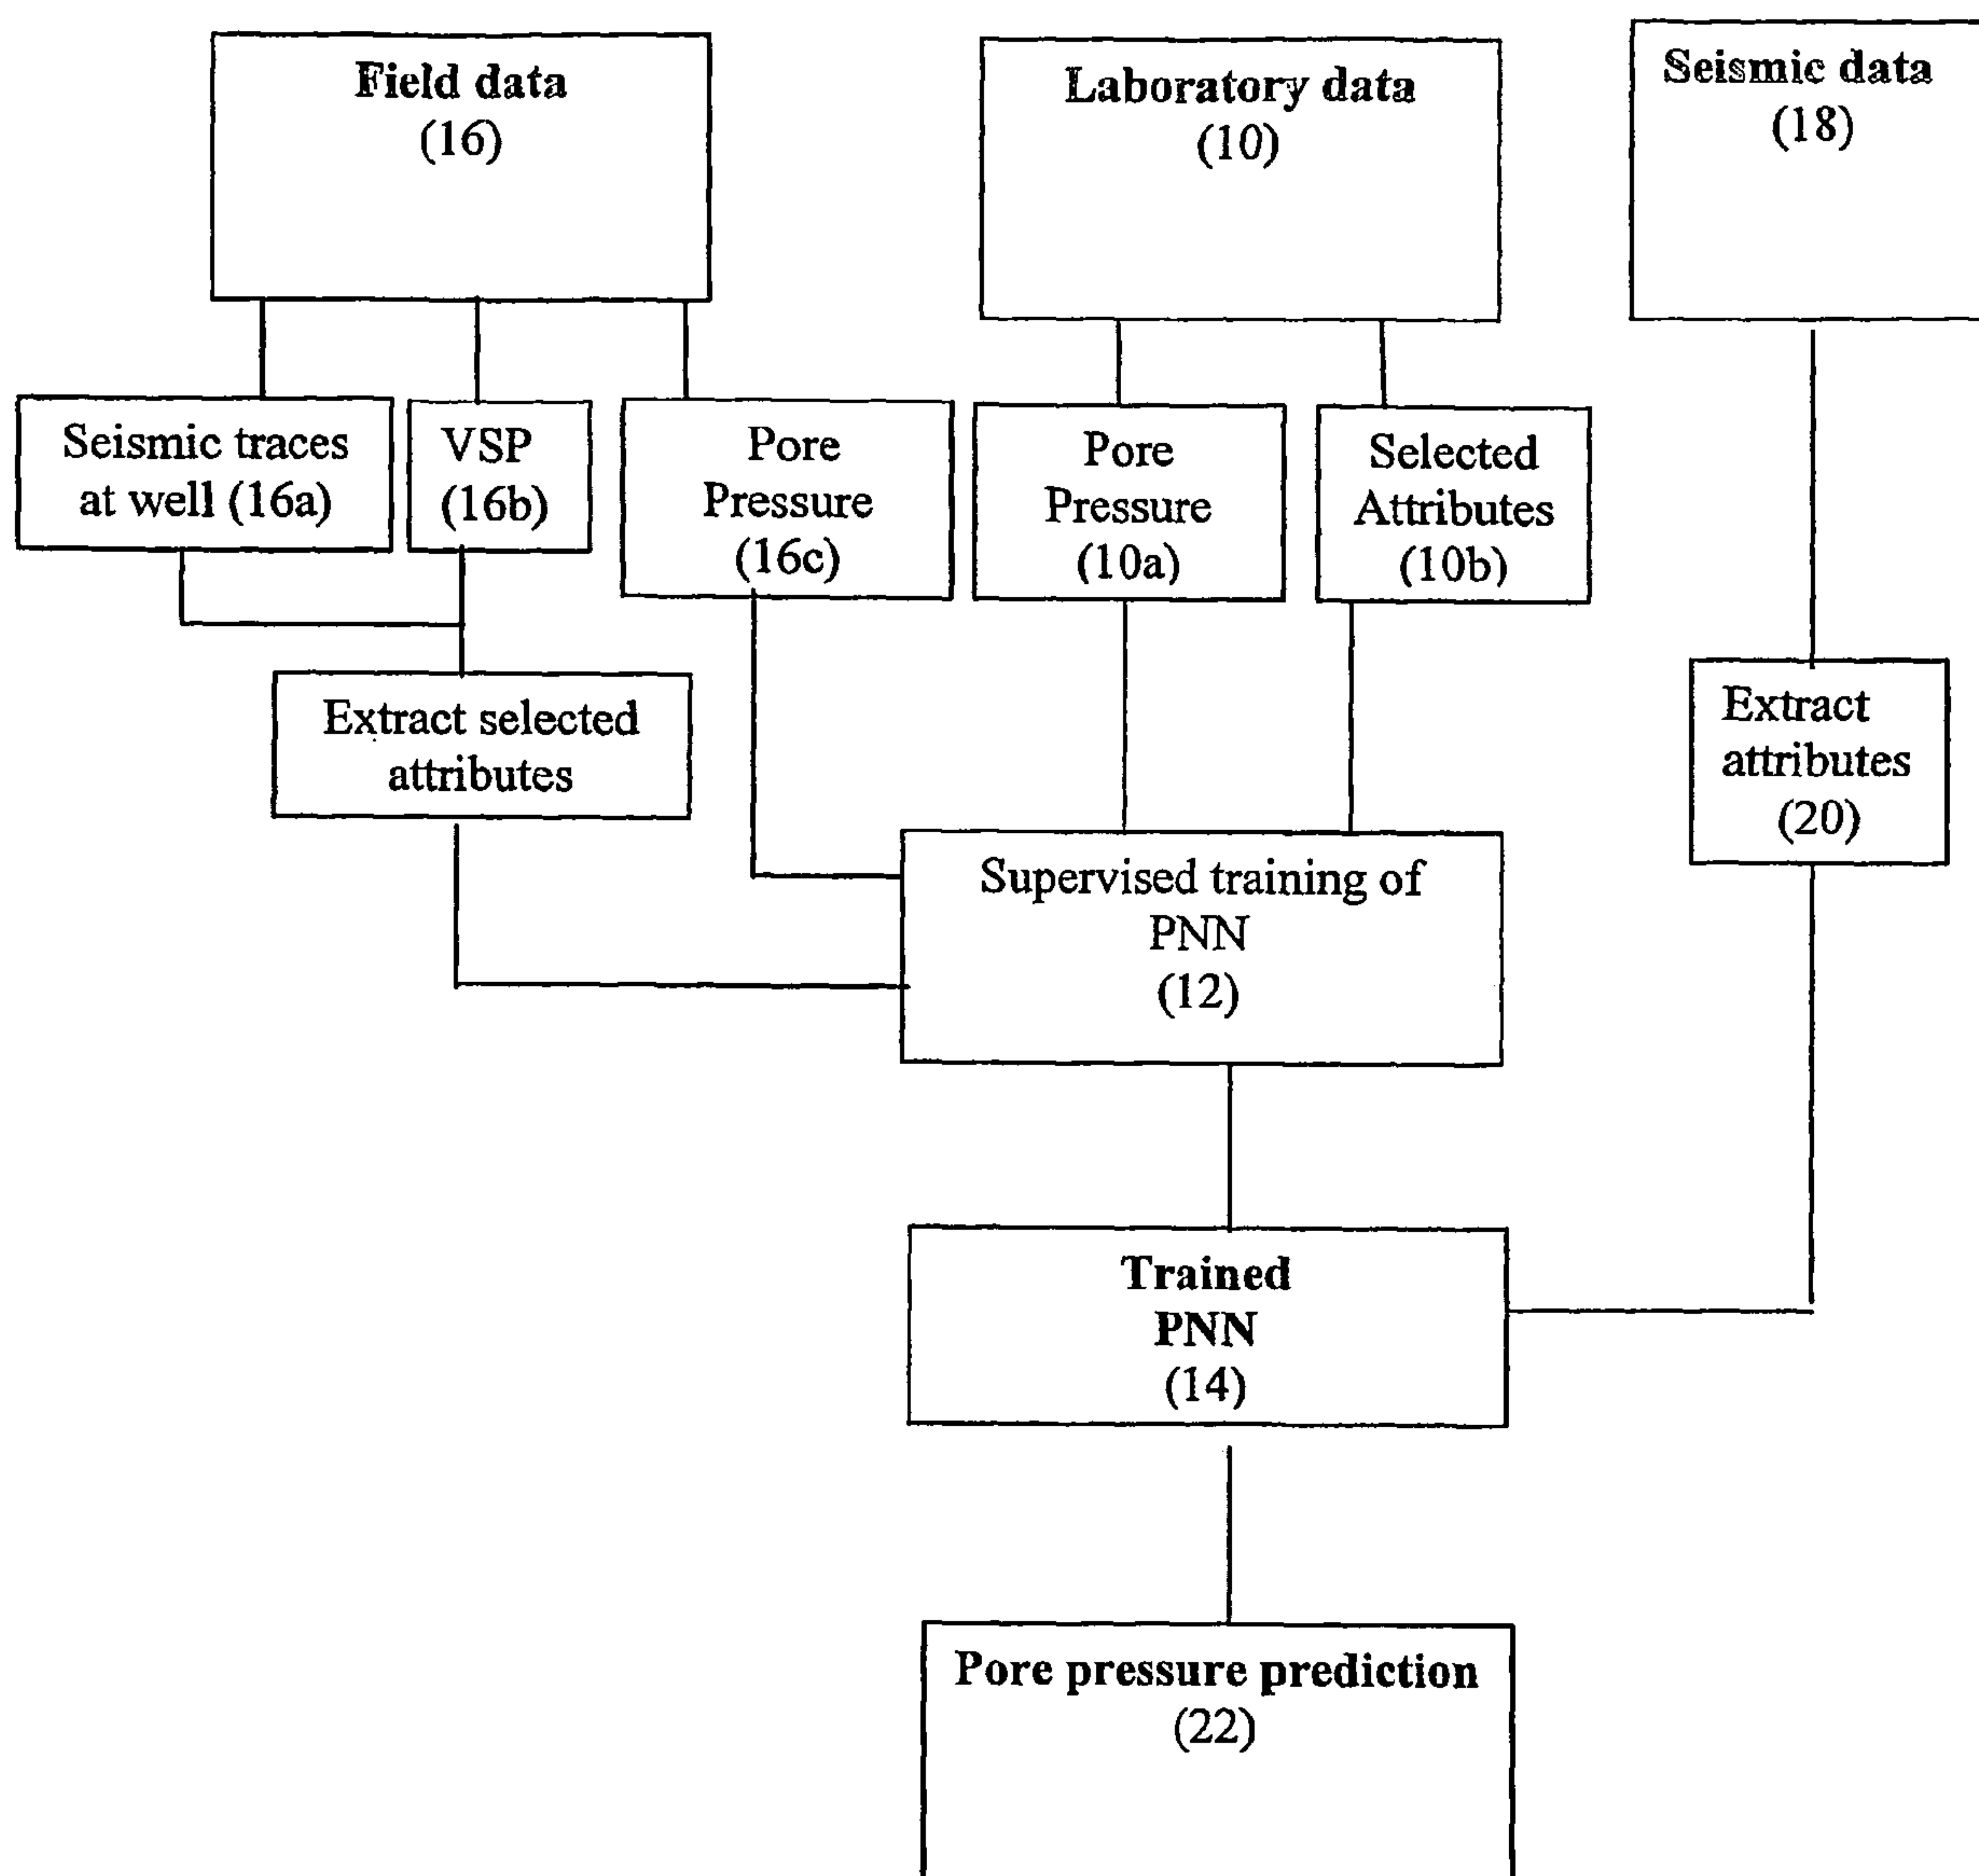 Field data
(16)
Laboratory data
(10)
Seismic data
(18)
Seismic traces
at well (16a)
VSP
(16b)
Pore
Pressure
(16c)
Pore
Pressure
(10a)
Selected
Attributes
(10b)
Extract selected
attributes
Extract
attributes
(20)
Supervised training of
PNN
(12)
Trained
PNN
(14)
Pore pressure prediction
(22)